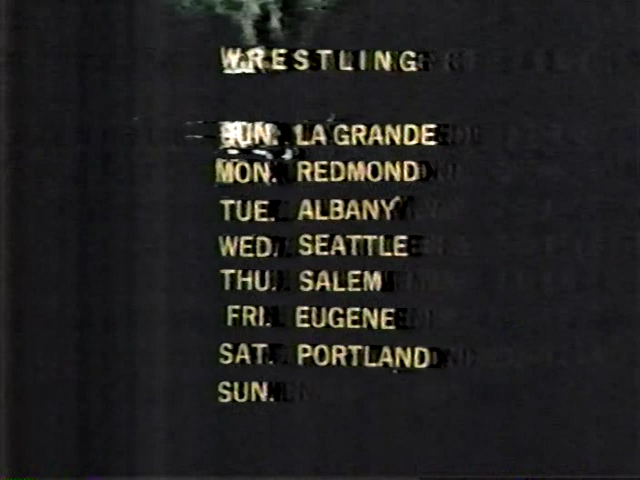 WRESTLING
SUN. LA GRANDE
MON. REDMOND
TUE. ALBANY
WED. SEATTLE
THU. SALEM
FRI. EUGENE
SAT. PORTLAND
SUN.